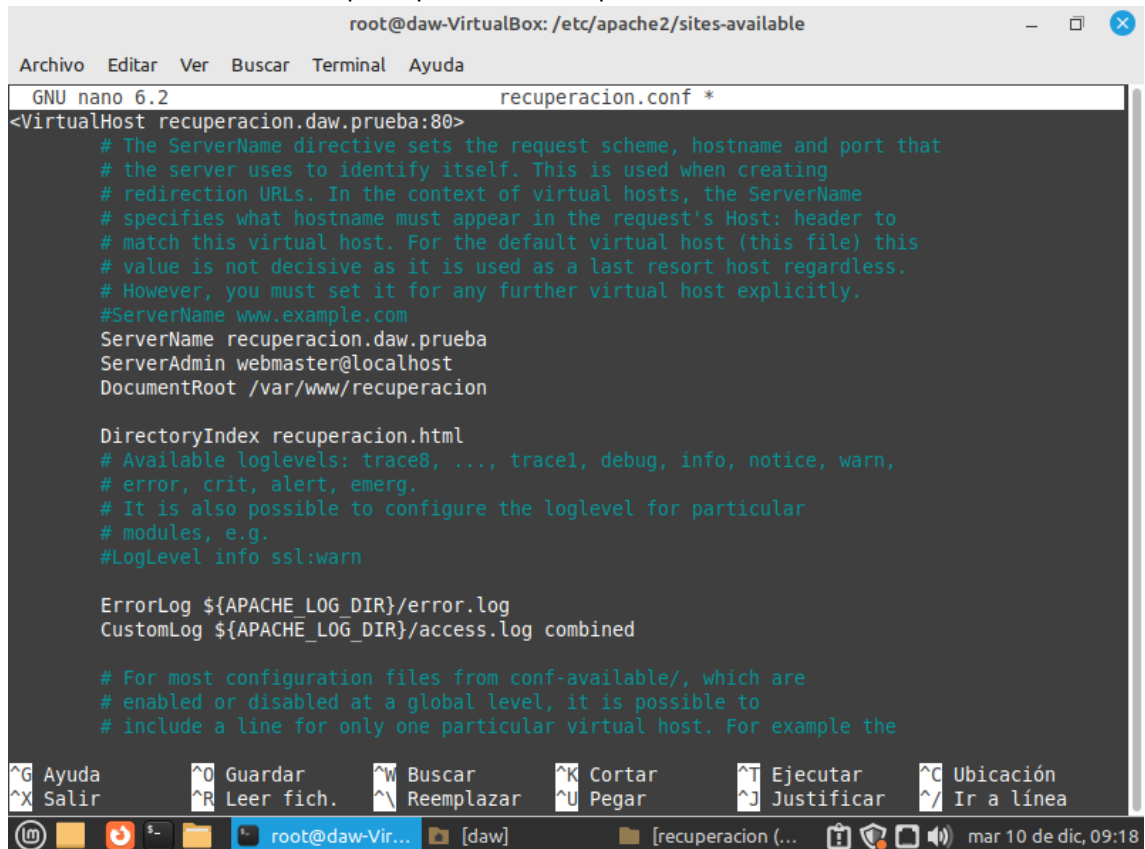 root@daw-VirtualBox: /etc/apache2/sites-available
Archivo Editar Ver Buscar Terminal Ayuda
GNU nano 6.2 recuperacion.conf *
<VirtualHost recuperacion.daw.prueba:80>
# The ServerName directive sets the request scheme, hostname and port that
# the server uses to identify itself. This is used when creating
# redirection URLs. In the context of virtual hosts, the ServerName
# specifies what hostname must appear in the request's Host: header to
# match this virtual host. For the default virtual host (this file) this
# value is not decisive as it is used as a last resort host regardless.
# However, you must set it for any further virtual host explicitly.
#ServerName www.example.com
ServerName recuperacion.daw.prueba
ServerAdmin webmaster@localhost
DocumentRoot /var/www/recuperacion
DirectoryIndex recuperacion.html
# Available loglevels: trace8, ..., trace1, debug, info, notice, warn,
# error, crit, alert, emerg.
# It is also possible to configure the loglevel for particular
# modules, e.g.
#LogLevel info ssl:warn
ErrorLog ${APACHE_LOG_DIR}/error.log
CustomLog ${APACHE_LOG_DIR}/access.log combined
# For most configuration files from conf-available/, which are
# enabled or disabled at a global level, it is possible to
# include a line for only one particular virtual host. For example the
^G Ayuda ^O Guardar ^W Buscar ^K Cortar ^T Ejecutar ^C Ubicación
^X Salir ^R Leer fich. ^\ Reemplazar ^U Pegar ^J Justificar ^/ Ir a línea
root@daw-Vir... [daw] [recuperacion (... mar 10 de dic, 09:18